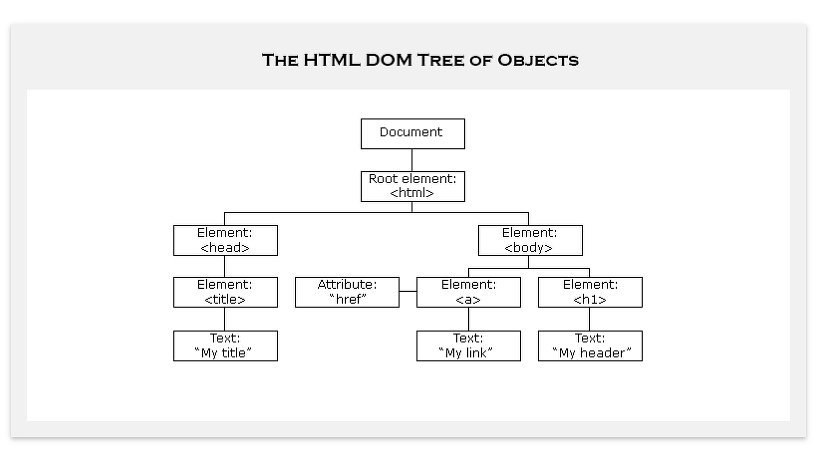 The HTML DOM Tree of Objects
Document
Root element:
<html>
Element:
<head>
Element:
<body>
Element:
<title>
Attribute:
“href”
Element:
<a>
Element:
<h1>
Text:
“My title”
Text:
“My link”
Text:
“My header”